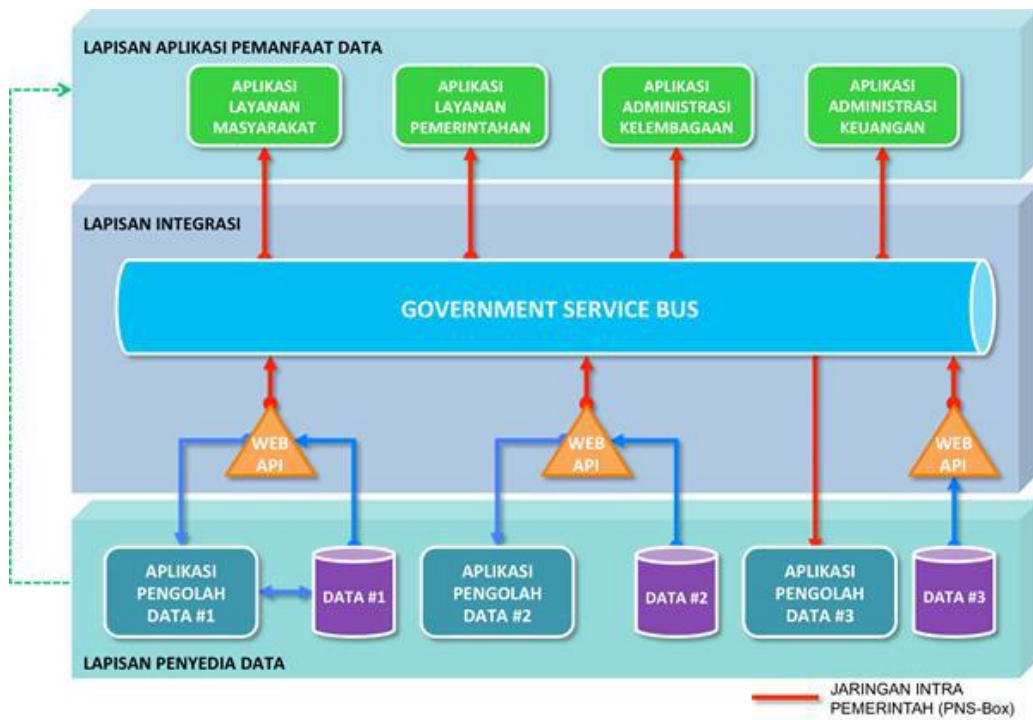 LAPISAN APLIKASI PEMANFAAT DATA
APLIKASI
LAYANAN
MASYARAKAT
APLIKASI
LAYANAN
PEMERINTAHAN
APLIKASI
ADMINISTRASI
KELEMBAGAAN
APLIKASI
ADMINISTRASI
KEUANGAN
LAPISAN INTEGRASI
GOVERNMENT SERVICE BUS
WEB
API
WEB
API
WEB
API
APLIKASI
PENGOLAH
DATA #1
DATA #1
APLIKASI
PENGOLAH
DATA #2
DATA #2
APLIKASI
PENGOLAH
DATA #3
DATA #3
LAPISAN PENYEDIA DATA
JARINGAN INTRA
PEMERINTAH (PNS-Box)